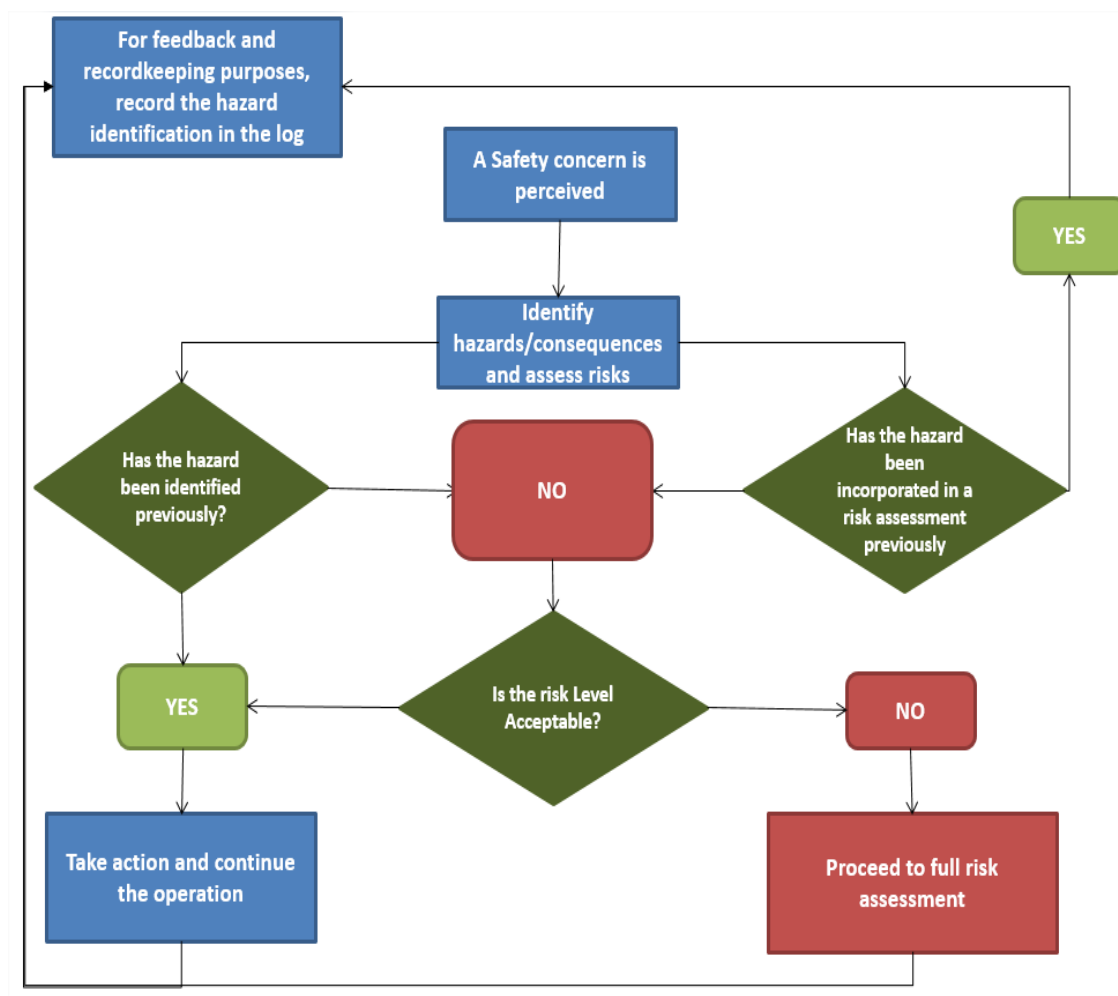 For feedback and
recordkeeping purposes,
record the hazard
identification in the log
A Safety concern is
perceived
YES
Identify
hazards/consequences
and assess risks
Has the hazard
been identified
previously?
NO
Has the hazard
been
incorporated in a
risk assessment
previously
YES
Is the risk Level
Acceptable?
NO
Take action and continue
the operation
Proceed to full risk
assessment